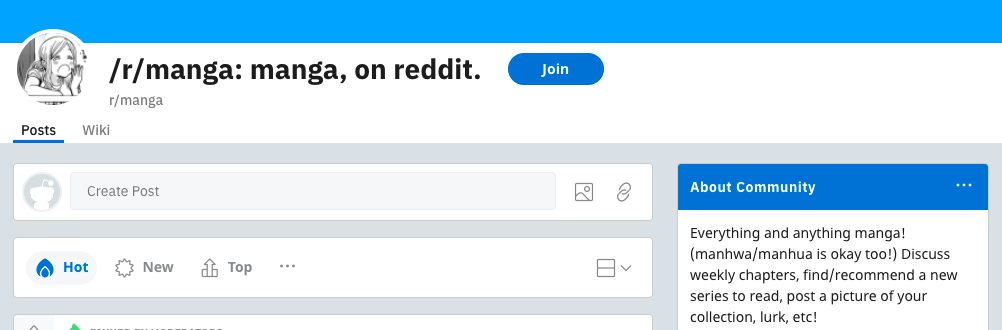 /r/manga: manga, on reddit.
Join
r/manga
Posts
Wiki
Create Post
About Community
Everything and anything manga!
(manhwa/manhua is okay too!) Discuss
weekly chapters, find/recommend a new
series to read, post a picture of your
collection, lurk, etc!
Hot
New
Top